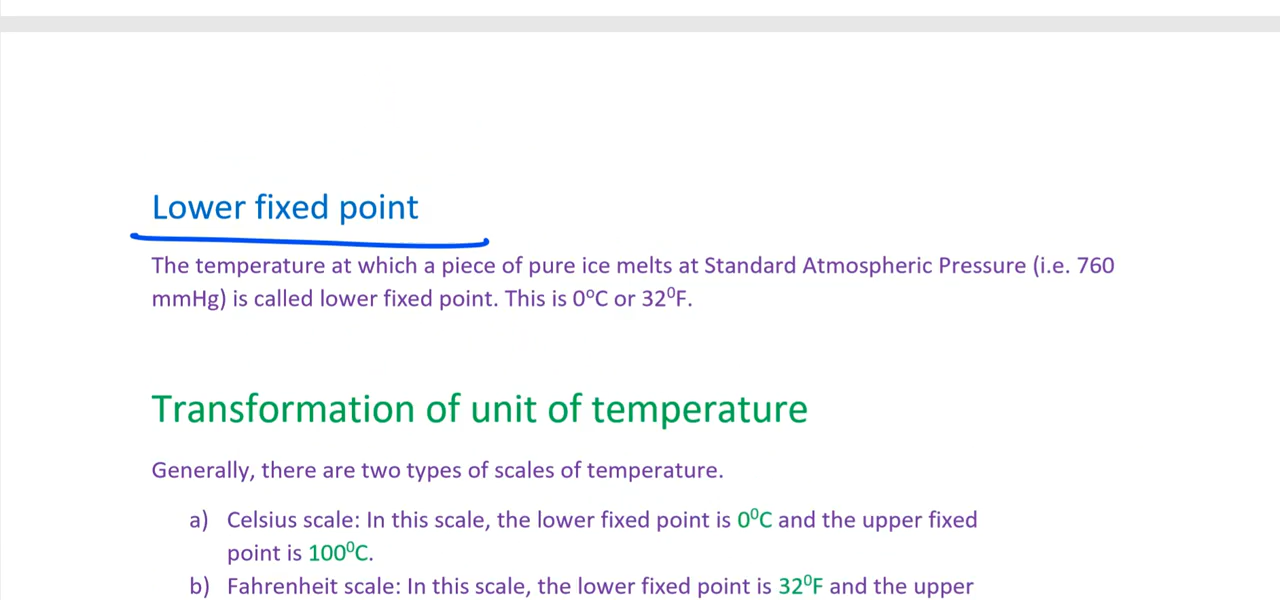 Lower fixed point
The temperature at which a piece of pure ice melts at Standard Atmospheric Pressure (i.e. 760
mmHg) is called lower fixed point. This is 0⁰C or 32⁰F.
Transformation of unit of temperature
Generally, there are two types of scales of temperature.
a) Celsius scale: In this scale, the lower fixed point is 0⁰C and the upper fixed
point is 100⁰C.
b) Fahrenheit scale: In this scale, the lower fixed point is 32⁰F and the upper